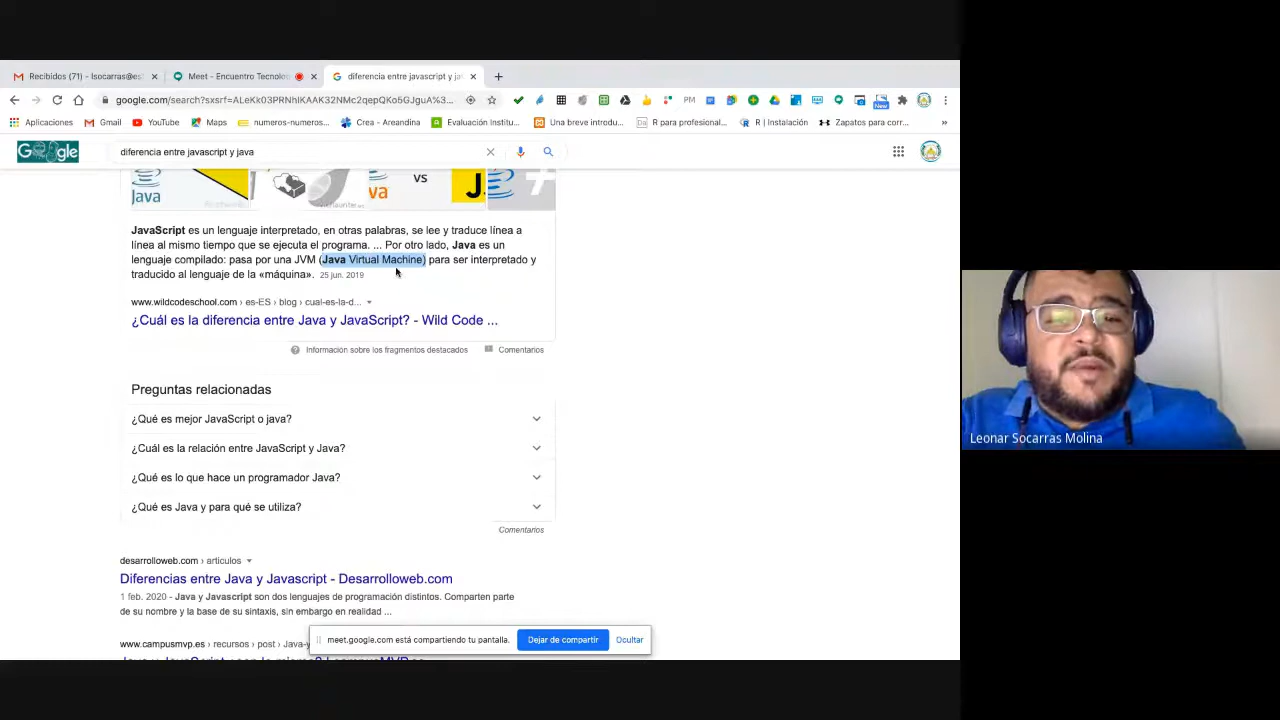 Recibidos (71) - lsocarras@est
Meet - Encuentro Tecnolo
diferencia entre javascript y jav
google.com/search?sxsrf=ALeKk03PRNhIKAAK32NMc2qepQKo5GJguA%3...
PM
New
Aplicaciones
Gmail
YouTube
Maps
numeros-numeros...
Crea - Areandina
Evaluación Institu...
Una breve introdu...
R para profesional...
R | Instalación
Zapatos para corr...
»
Google
diferencia entre javascript y java
Java
va
VS
J
JavaScript es un lenguaje interpretado, en otras palabras, se lee y traduce línea a
línea al mismo tiempo que se ejecuta el programa. ... Por otro lado, Java es un
lenguaje compilado: pasa por una JVM (Java Virtual Machine) para ser interpretado y
traducido al lenguaje de la «máquina». 25 jun. 2019
www.wildcodeschool.com › es-ES › blog › cual-es-la-d...
¿Cuál es la diferencia entre Java y JavaScript? - Wild Code ...
Información sobre los fragmentos destacados
Comentarios
Preguntas relacionadas
¿Qué es mejor JavaScript o java?
¿Cuál es la relación entre JavaScript y Java?
¿Qué es lo que hace un programador Java?
¿Qué es Java y para qué se utiliza?
Comentarios
desarrolloweb.com › articulos
Diferencias entre Java y Javascript - Desarrolloweb.com
1 feb. 2020 - Java y Javascript son dos lenguajes de programación distintos. Comparten parte
de su nombre y la base de su sintaxis, sin embargo en realidad ...
www.campusmvp.es › recursos › post › Java-y
meet.google.com está compartiendo tu pantalla.
Dejar de compartir
Ocultar
Leonar Socarras Molina